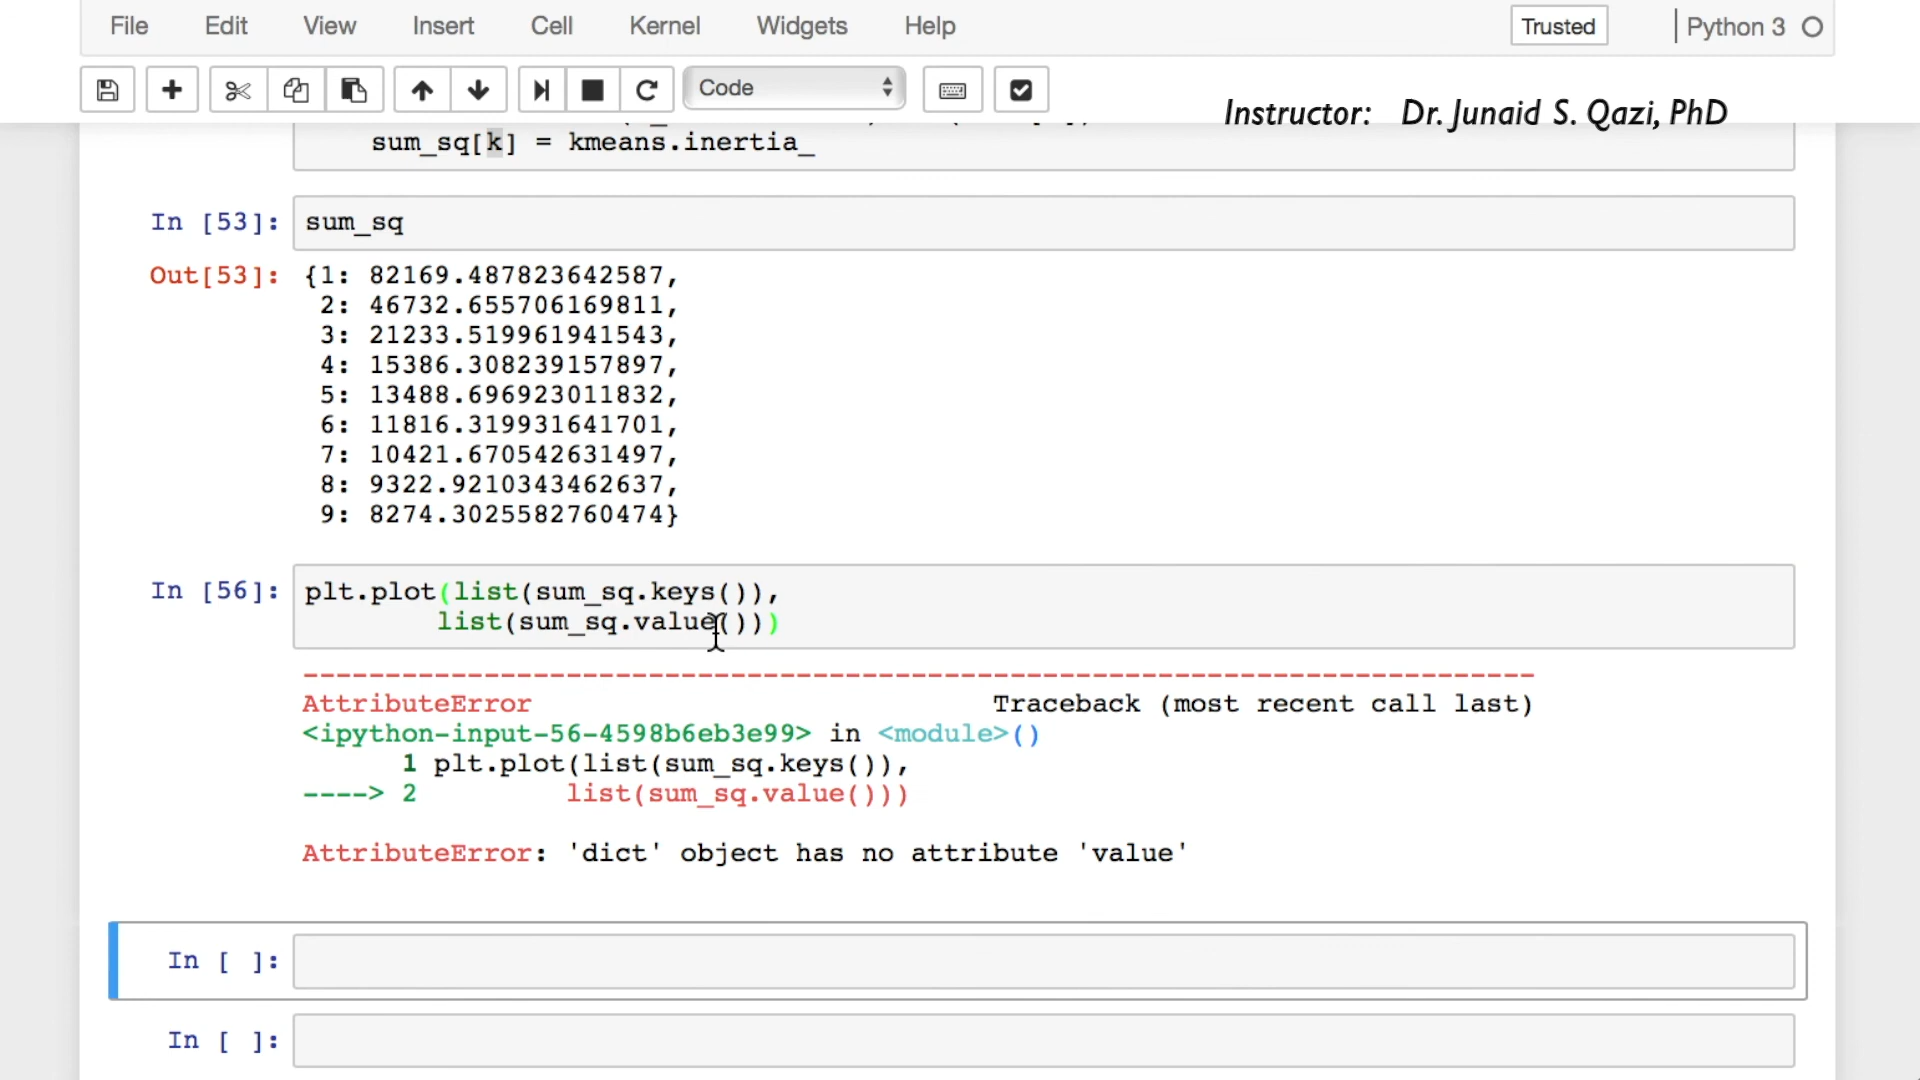 File Edit View Insert Cell Kernel Widgets Help Trusted Python 3
Code
Instructor: Dr. Junaid S. Qazi, PhD
sum_sq[k] = kmeans.inertia_
In [53]: sum_sq
Out[53]: {1: 82169.487823642587,
2: 46732.655706169811,
3: 21233.519961941543,
4: 15386.308239157897,
5: 13488.696923011832,
6: 11816.319931641701,
7: 10421.670542631497,
8: 9322.9210343462637,
9: 8274.3025582760474}
In [56]: plt.plot(list(sum_sq.keys()),
list(sum_sq.value()))
---------------------------------------------------------------------------
AttributeError Traceback (most recent call last)
<ipython-input-56-4598b6eb3e99> in <module>()
1 plt.plot(list(sum_sq.keys()),
----> 2 list(sum_sq.value()))
AttributeError: 'dict' object has no attribute 'value'
In [ ]:
In [ ]: